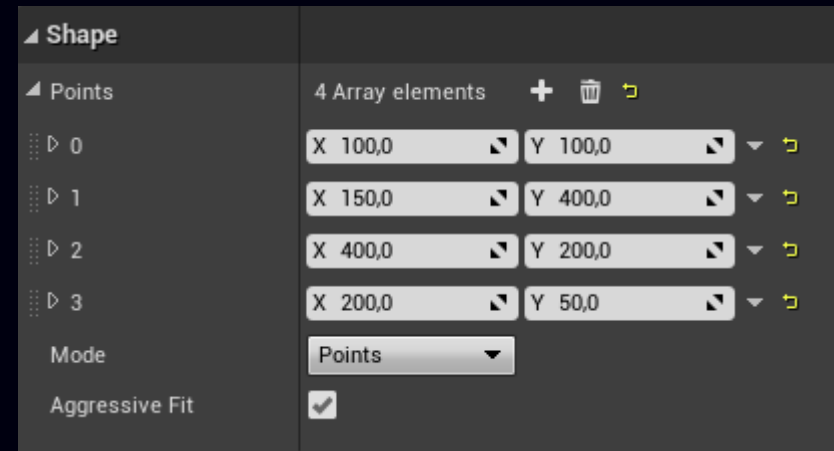 Shape
Points 4 Array elements
0 X 100,0 Y 100,0
1 X 150,0 Y 400,0
2 X 400,0 Y 200,0
3 X 200,0 Y 50,0
Mode Points
Aggressive Fit